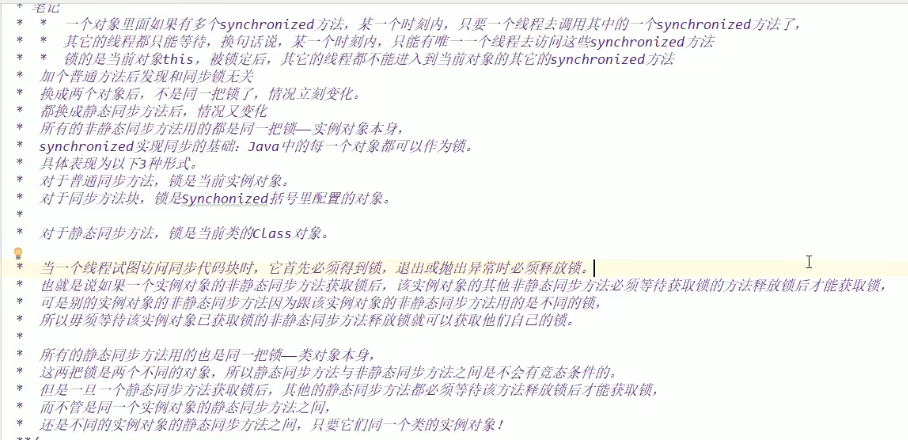 * 笔记
* * 一个对象里面如果有多个synchronized方法，某一个时刻内，只要一个线程去调用其中的一个synchronized方法了，
* * 其它的线程都只能等待，换句话说，某一个时刻内，只能有唯一一个线程去访问这些synchronized方法
* * 锁的是当前对象this，被锁定后，其它的线程都不能进入到当前对象的其它的synchronized方法
* 加个普通方法后发现和同步锁无关
* 换成两个对象后，不是同一把锁了，情况立刻变化。
* 都换成静态同步方法后，情况又变化
* 所有的非静态同步方法用的都是同一把锁——实例对象本身，
* synchronized实现同步的基础：Java中的每一个对象都可以作为锁。
* 具体表现为以下3种形式。
* 对于普通同步方法，锁是当前实例对象。
* 对于同步方法块，锁是Synchonized括号里配置的对象。
*
* 对于静态同步方法，锁是当前类的Class对象。
* 当一个线程试图访问同步代码块时，它首先必须得到锁，退出或抛出异常时必须释放锁。
* 也就是说如果一个实例对象的非静态同步方法获取锁后，该实例对象的其他非静态同步方法必须等待获取锁的方法释放锁后才能获取锁，
* 可是别的实例对象的非静态同步方法因为跟该实例对象的非静态同步方法用的是不同的锁，
* 所以毋须等待该实例对象已获取锁的非静态同步方法释放锁就可以获取他们自己的锁。
*
* 所有的静态同步方法用的也是同一把锁——类对象本身，
* 这两把锁是两个不同的对象，所以静态同步方法与非静态同步方法之间是不会有竞态条件的。
* 但是一旦一个静态同步方法获取锁后，其他的静态同步方法都必须等待该方法释放锁后才能获取锁，
* 而不管是同一个实例对象的静态同步方法之间，
* 还是不同的实例对象的静态同步方法之间，只要它们同一个类的实例对象！